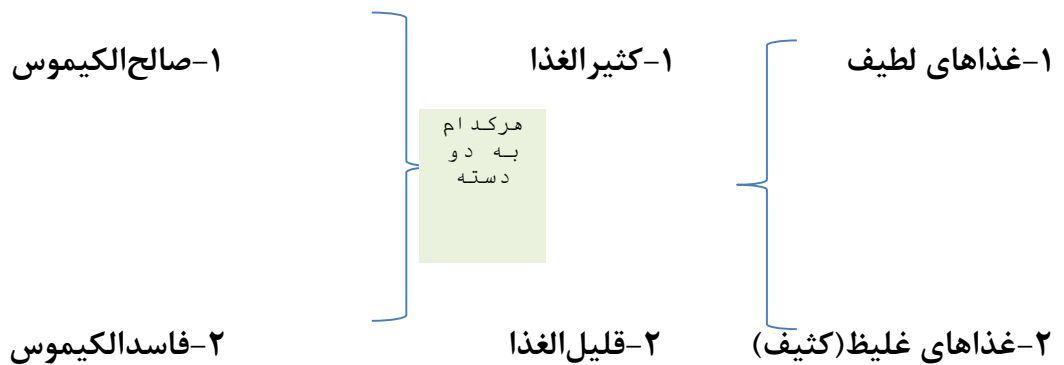 ۱-غذاهای لطیف
۱-کثیرالغذا
۱-صالح‌الکیموس
هرکدام
به دو
دسته
۲-غذاهای غلیظ(کثیف)
۲-قلیل‌الغذا
۲-فاسدالکیموس